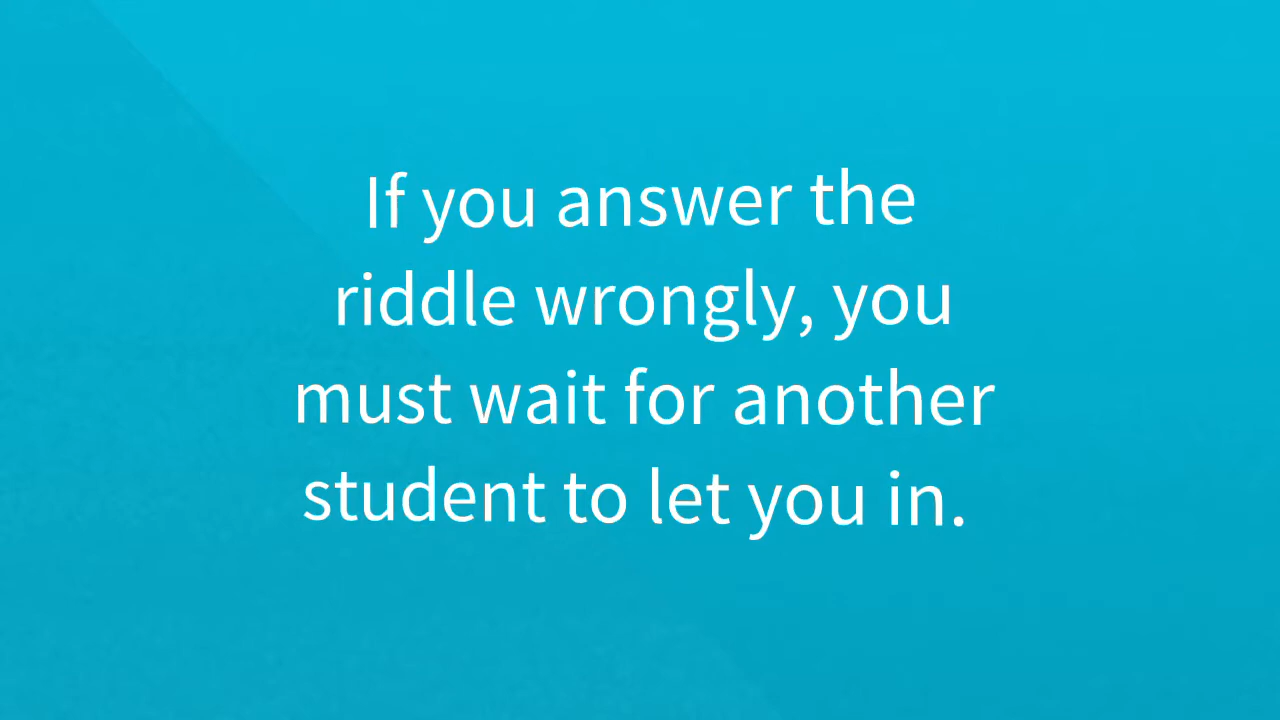 If you answer the
riddle wrongly, you
must wait for another
student to let you in.